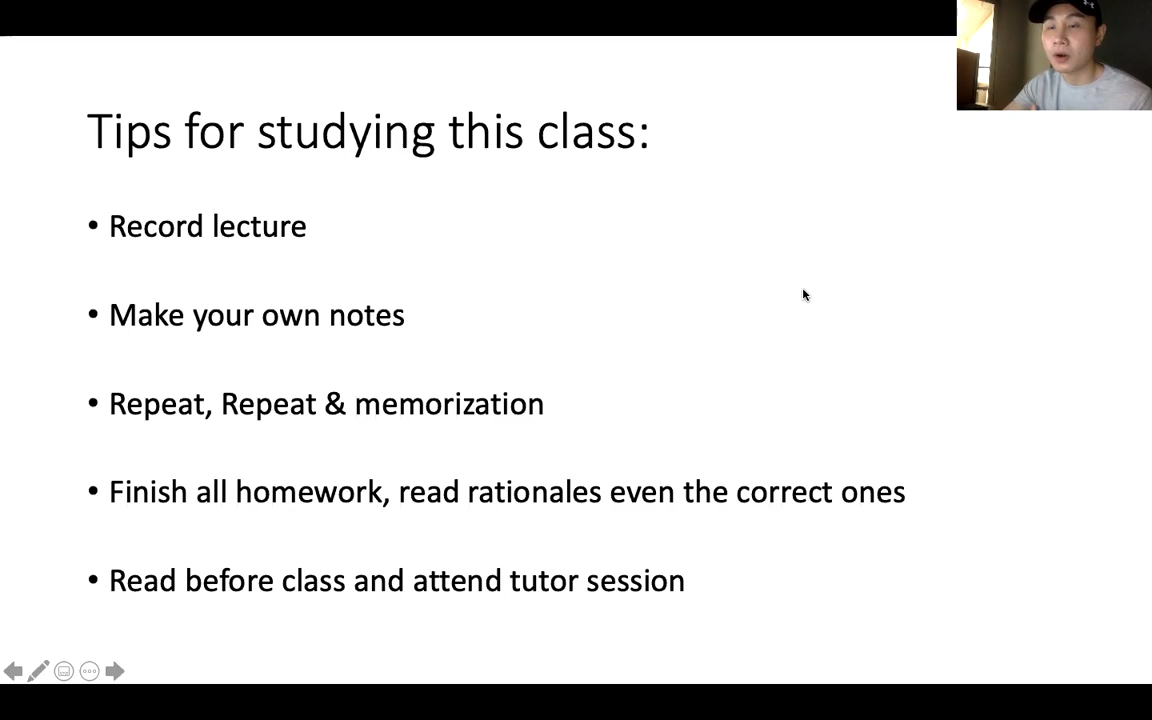 Tips for studying this class:
• Record lecture
• Make your own notes
• Repeat, Repeat & memorization
• Finish all homework, read rationales even the correct ones
• Read before class and attend tutor session